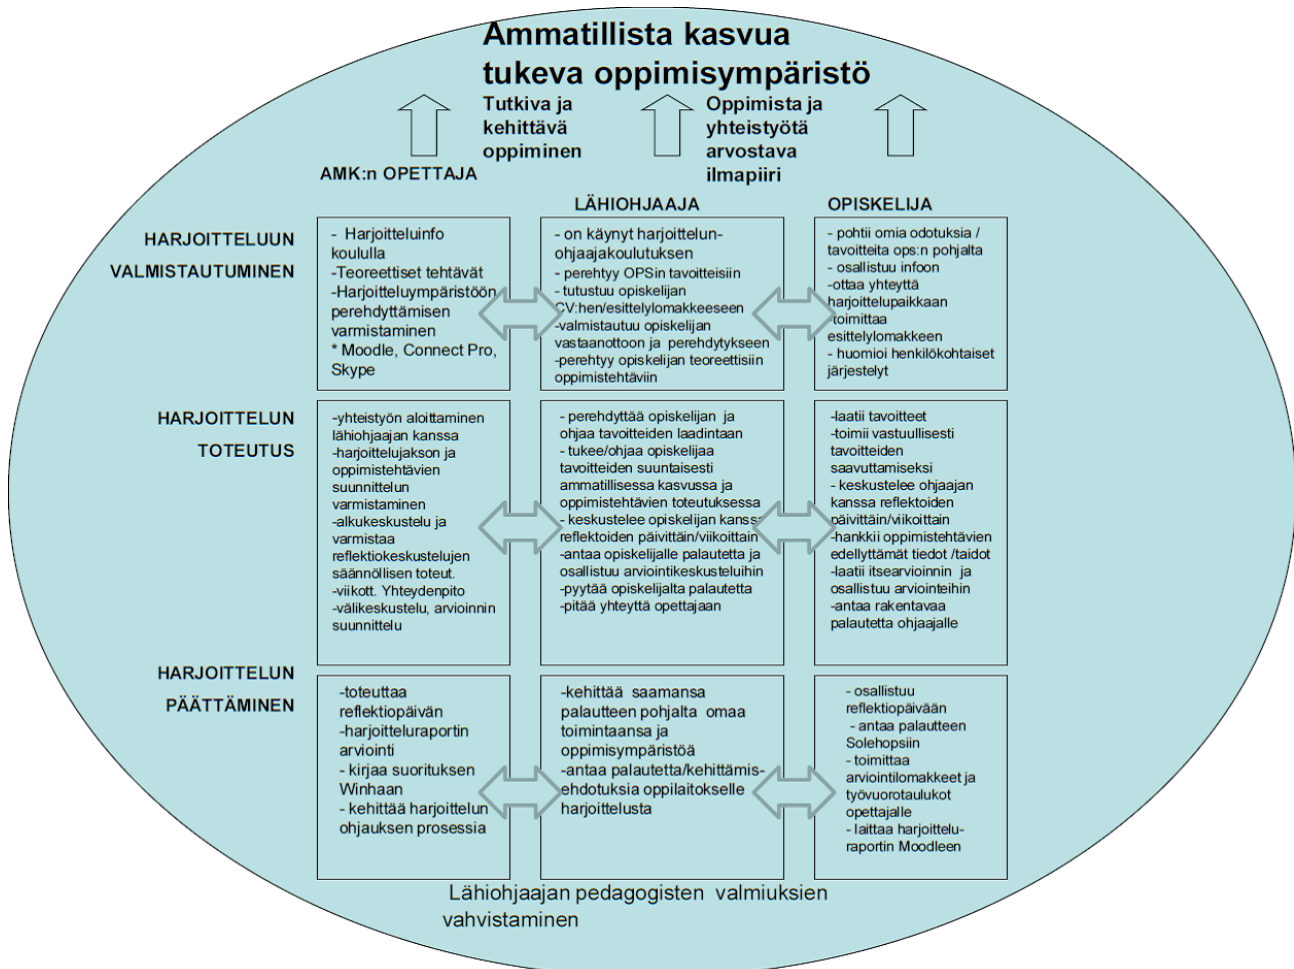 Ammatillista kasvua
tukeva oppimisympäristö
Tutkiva ja
kehittävä
oppiminen
Oppimista ja
yhteistyötä
arvostava
ilmapiiri
AMK:n OPETTAJA
LÄHIOHJAAJA
OPISKELIJA
HARJOITTELUUN
VALMISTAUTUMINEN
- Harjoitteluinfo
koululla
-Teoreettiset tehtävät
-Harjoitteluympäristöön
perehdyttämisen
varmistaminen
* Moodle, Connect Pro,
Skype
- on käynyt harjoittelun-
ohjaajakoulutuksen
- perehtyy OPSin tavoitteisiin
- tutustuu opiskelijan
CV:hen/esittelylomakkeeseen
-valmistautuu opiskelijan
vastaanottoon ja perehdytykseen
-perehtyy opiskelijan teoreettisiin
oppimistehtäviin
- pohtii omia odotuksia /
tavoitteita ops:n pohjalta
- osallistuu infoon
-ottaa yhteyttä
harjoittelupaikkaan
-toimittaa
esittelylomakkeen
- huomioi henkilökohtaiset
järjestelyt
HARJOITTELUN
TOTEUTUS
-yhteistyön aloittaminen
lähiohjaajan kanssa
-harjoittelujakson ja
oppimistehtävien
suunnittelun
varmistaminen
-alkukeskustelu ja
varmistaa
reflektiokeskustelujen
säännöllisen toteut.
-viikott. Yhteydenpito
-välikeskustelu, arvioinnin
suunnittelu
- perehdyttää opiskelijan ja
ohjaa tavoitteiden laadintaan
- tukee/ohjaa opiskelijaa
tavoitteiden suuntaisesti
ammatillisessa kasvussa ja
oppimistehtävien toteutuksessa
- keskustelee opiskelijan kanssa
reflektoiden päivittäin/viikoittain
-antaa opiskelijalle palautetta ja
osallistuu arviointikeskusteluihin
-pyytää opiskelijalta palautetta
-pitää yhteyttä opettajaan
-laatii tavoitteet
-toimii vastuullisesti
tavoitteiden
saavuttamiseksi
- keskustelee ohjaajan
kanssa reflektoiden
päivittäin/viikoittain
-hankkii oppimistehtävien
edellyttämät tiedot /taidot
-laatii itsearvioinnin ja
osallistuu arviointeihin
-antaa rakentavaa
palautetta ohjaajalle
HARJOITTELUN
PÄÄTTÄMINEN
-toteuttaa
reflektiopäivän
-harjoitteluraportin
arviointi
- kirjaa suorituksen
Winhaan
- kehittää harjoittelun
ohjauksen prosessia
-kehittää saamansa
palautteen pohjalta omaa
toimintaansa ja
oppimisympäristöä
-antaa palautetta/kehittämis-
ehdotuksia oppilaitokselle
harjoittelusta
- osallistuu
reflektiopäivään
- antaa palautteen
Solehopsiin
- toimittaa
arviointilomakkeet ja
työvuorotaulukot
opettajalle
- laittaa harjoittelu-
raportin Moodleen
Lähiohjaajan pedagogisten valmiuksien
vahvistaminen